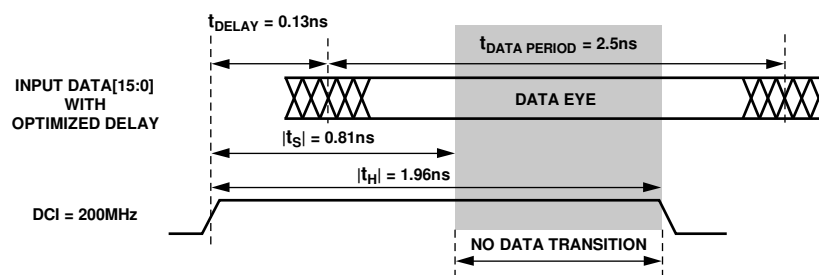 tDELAY = 0.13ns
tDATA PERIOD = 2.5ns
INPUT DATA[15:0]
WITH
OPTIMIZED DELAY
DATA EYE
|tS| = 0.81ns
|tH| = 1.96ns
DCI = 200MHz
NO DATA TRANSITION